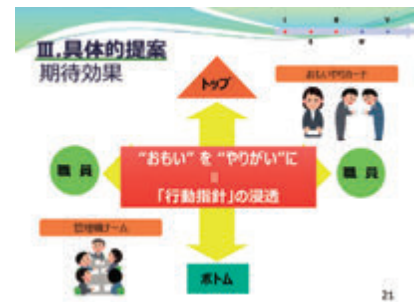 Ⅲ.具体的提案
期待効果
トップ
おもいやりカード
"おもい" を "やりがい"に
=
「行動指針」の浸透
職 員
職 員
管理職チーム
ボトム
21